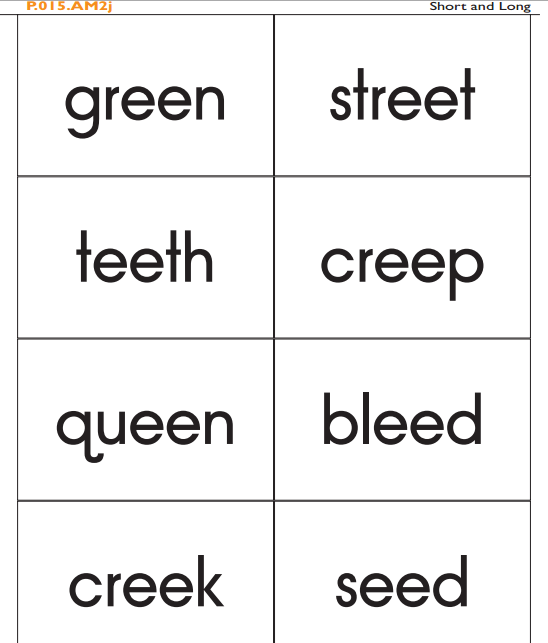 P.015.AM2j
Short and Long
green
street
teeth
creep
queen
bleed
creek
seed